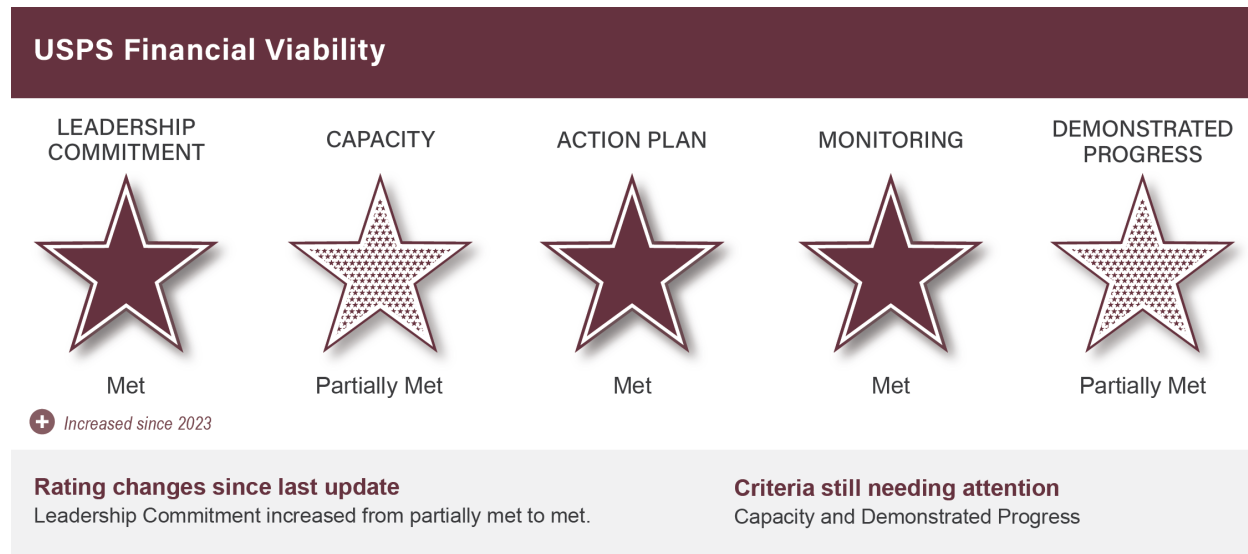 USPS Financial Viability
LEADERSHIP
COMMITMENT
CAPACITY
ACTION PLAN
MONITORING
DEMONSTRATED
PROGRESS
Met
Partially Met
Met
Met
Partially Met
Increased since 2023
Rating changes since last update
Leadership Commitment increased from partially met to met.
Criteria still needing attention
Capacity and Demonstrated Progress